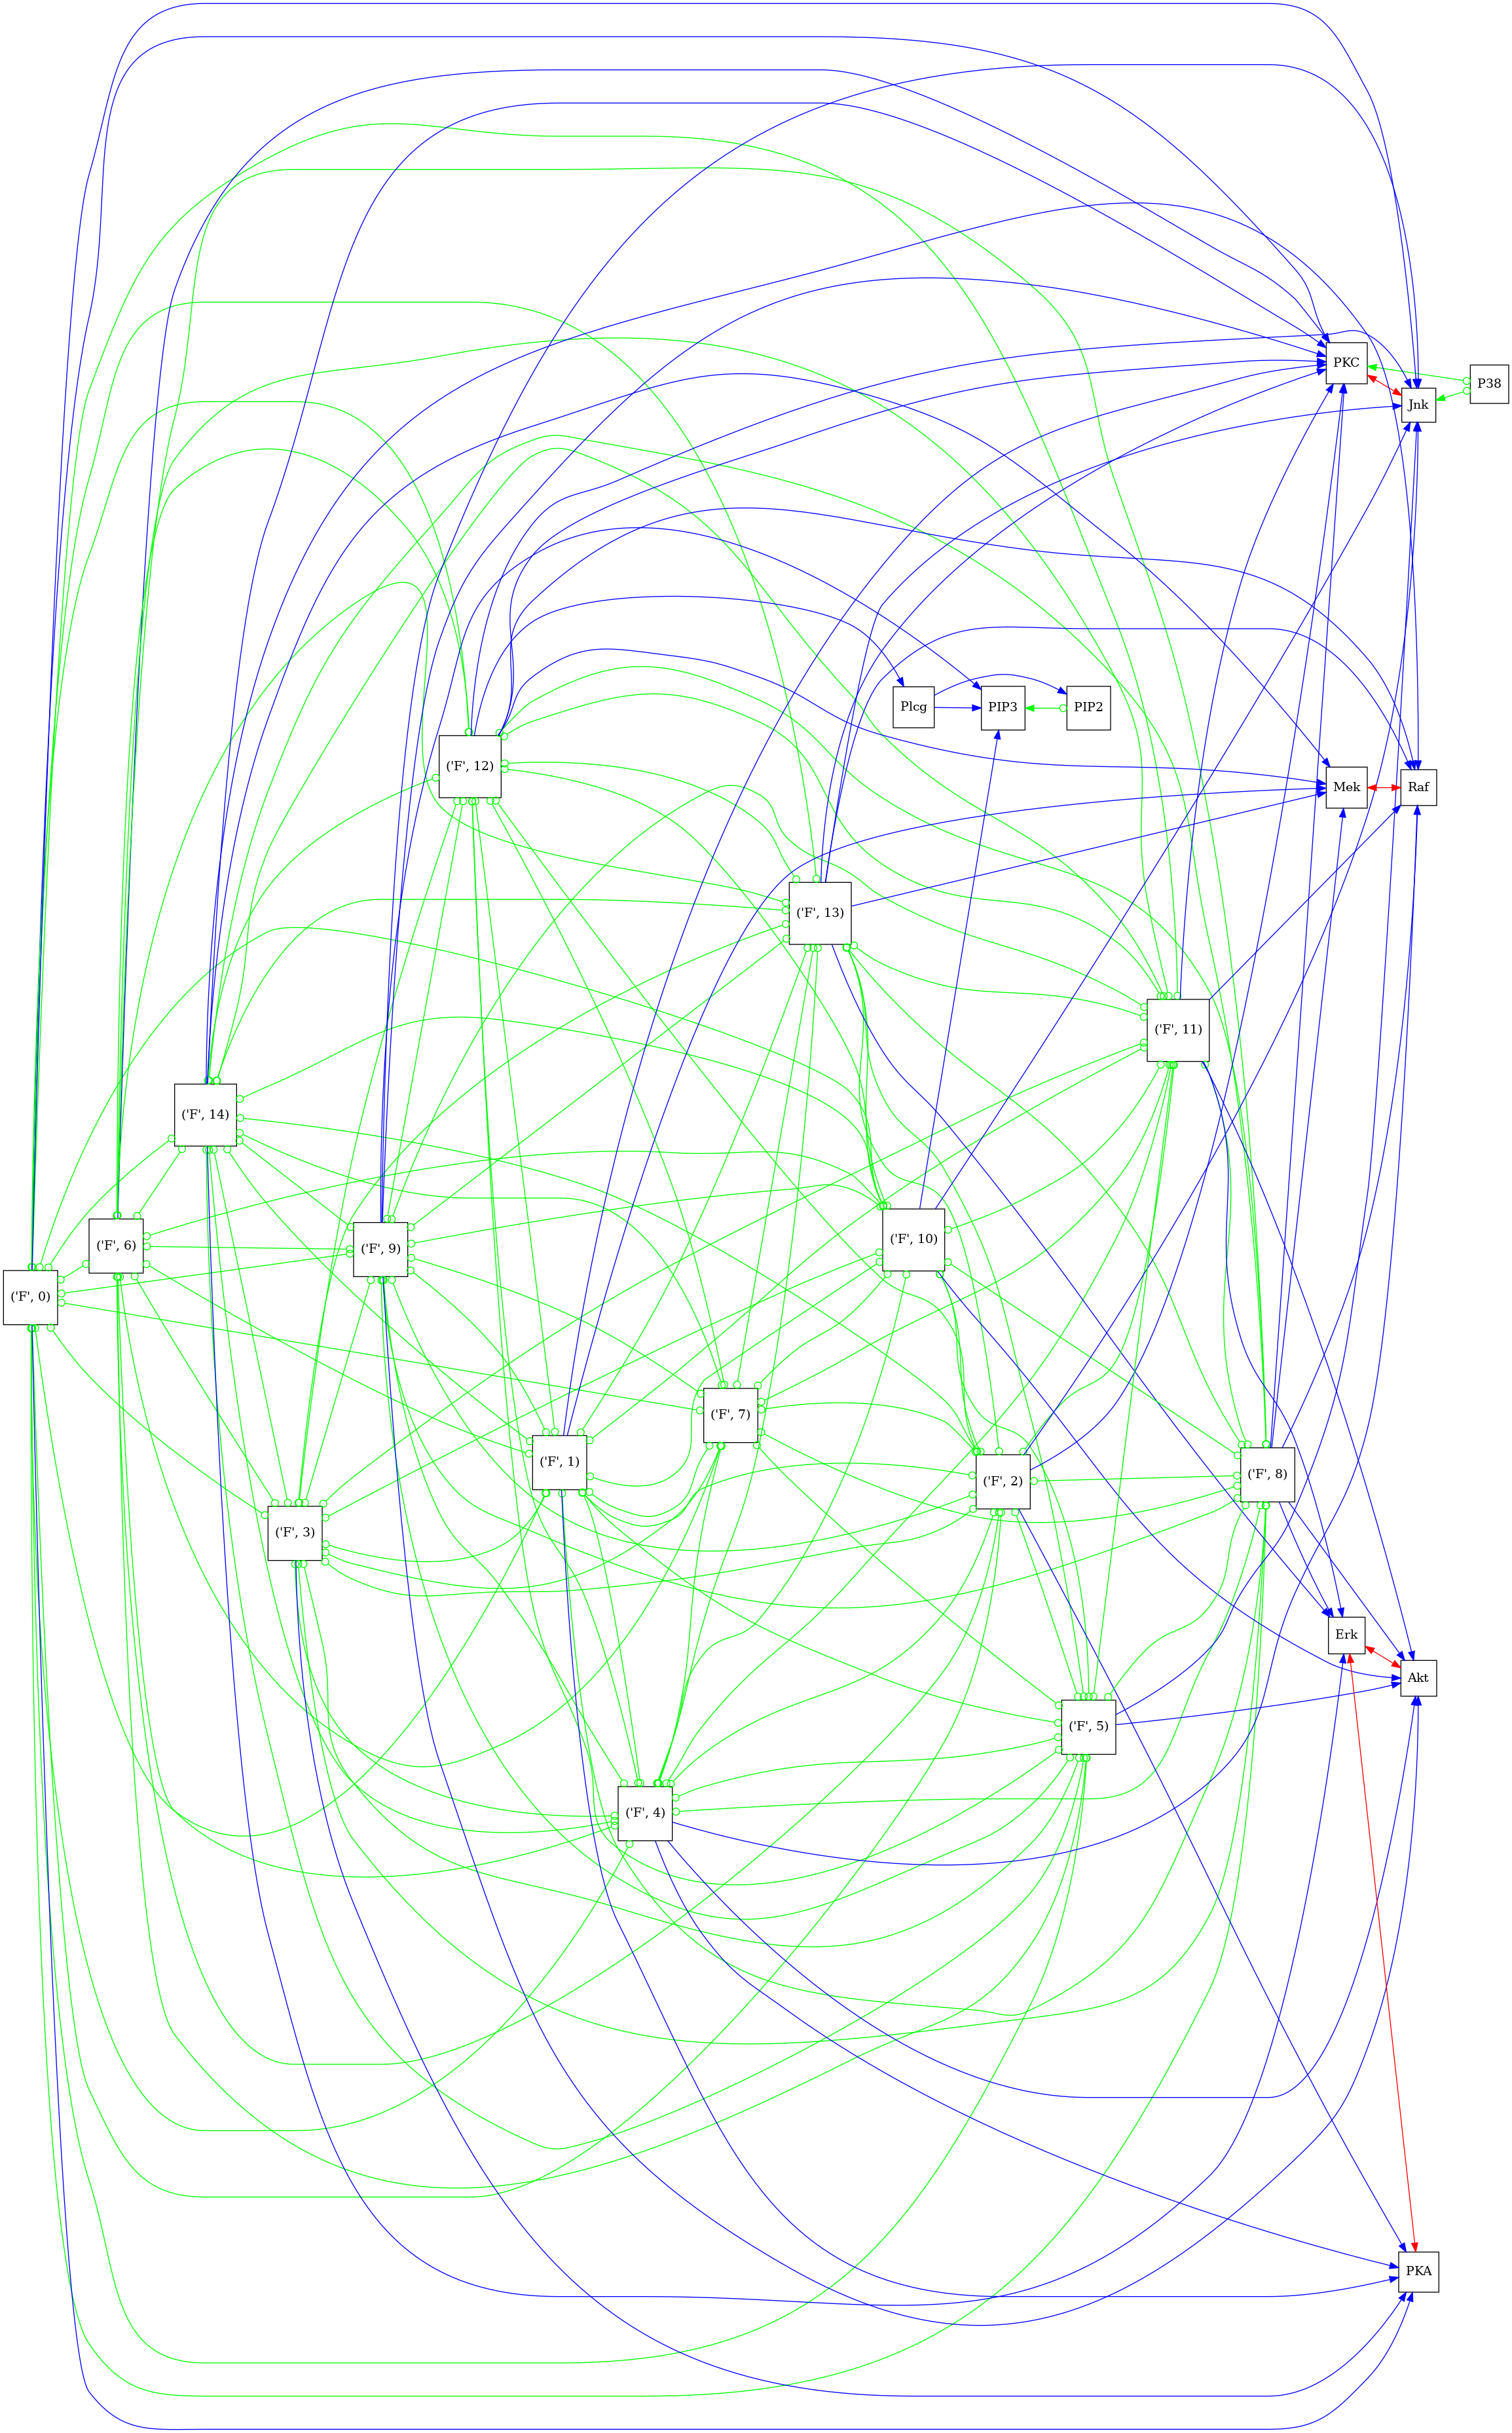 PKC
P38
Jnk
Plcg
PIP3
PIP2
('F', 12)
Mek
Raf
('F', 13)
('F', 11)
('F', 14)
('F', 6)
('F', 9)
('F', 10)
('F', 0)
('F', 7)
('F', 1)
('F', 2)
('F', 8)
('F', 3)
Erk
Akt
('F', 5)
('F', 4)
PKA